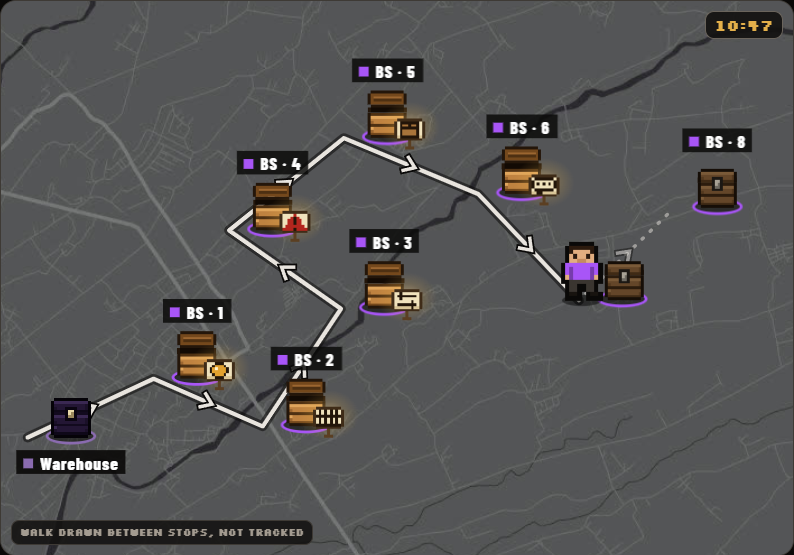 10:47
BS - 5
BS - 6
BS - 8
BS - 4
BS - 3
BS - 1
BS - 2
Warehouse
WALK DRAWN BETWEEN STOPS, NOT TRACKED